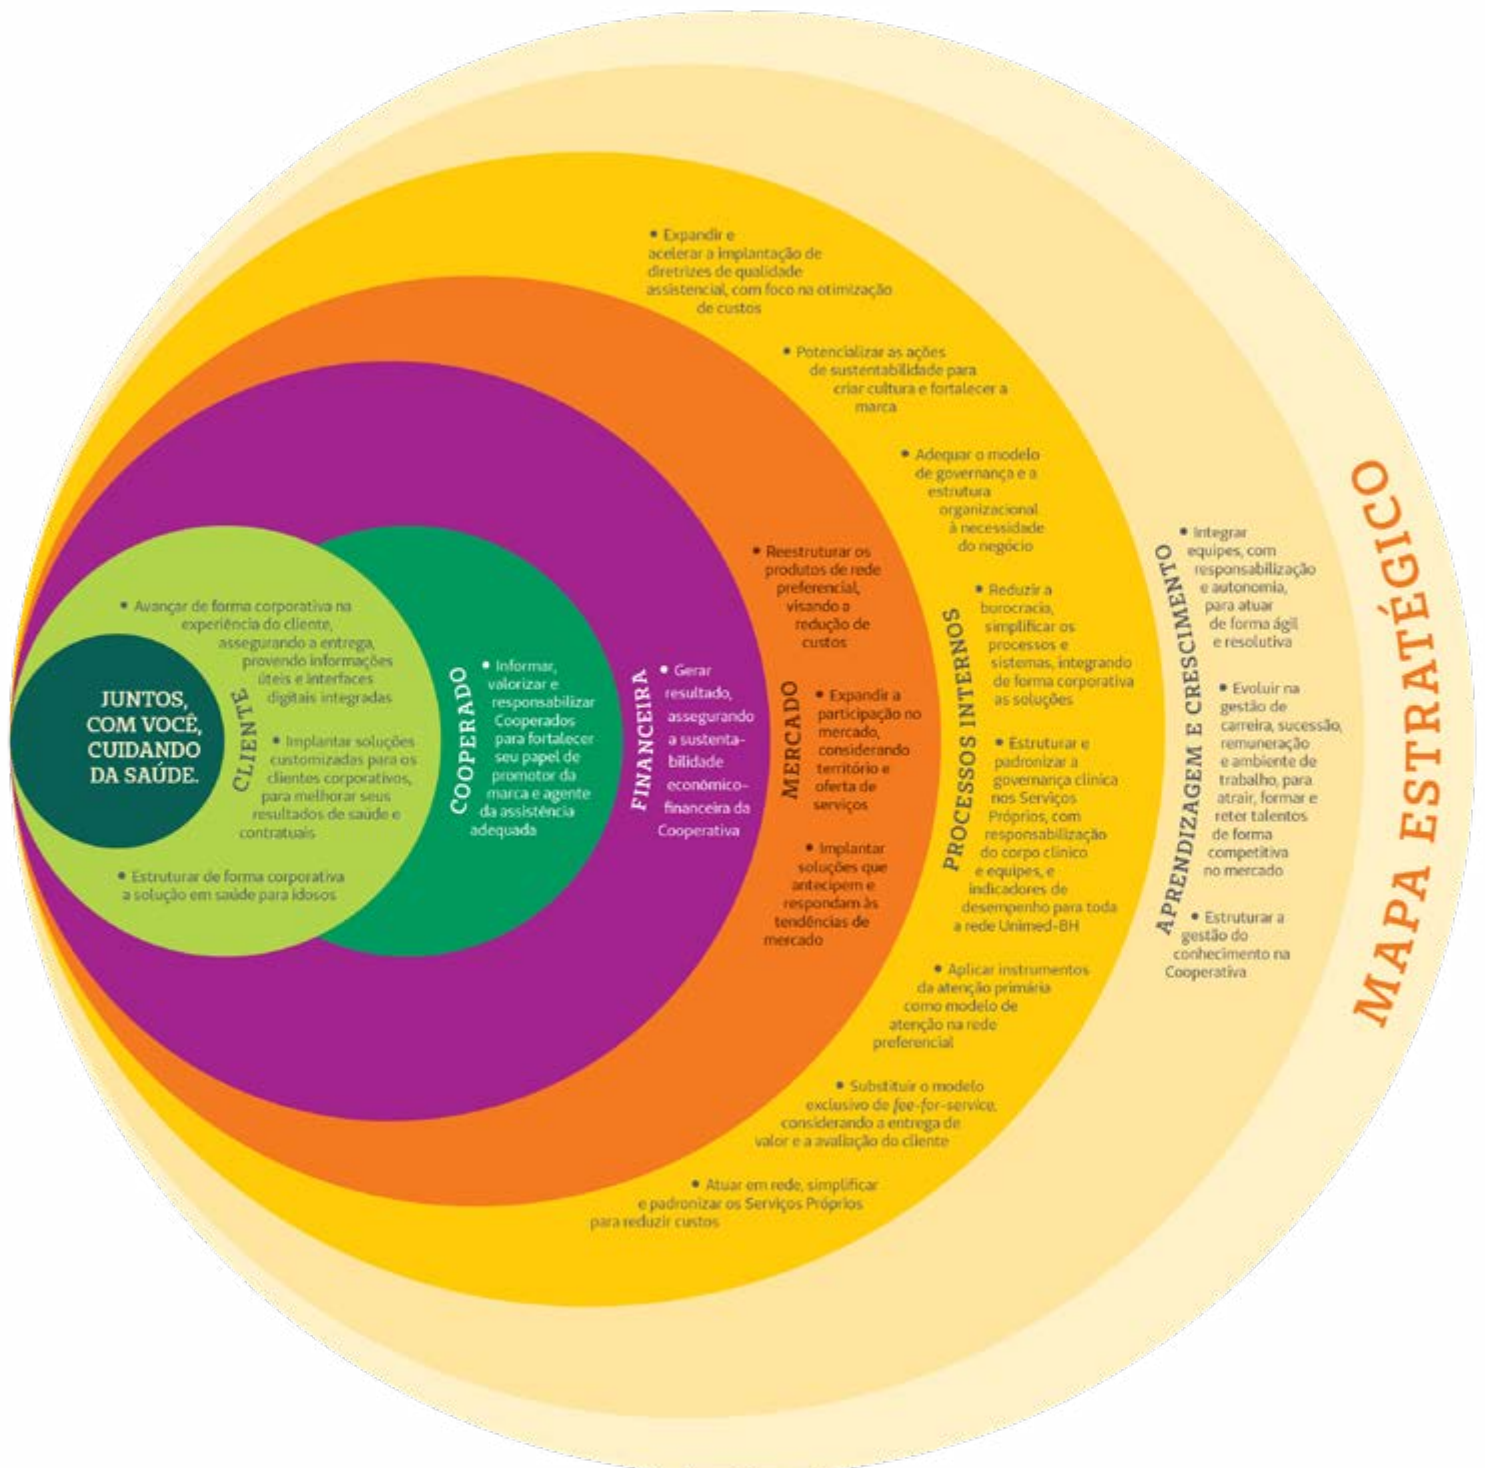 JUNTOS,
COM VOCÊ,
CUIDANDO
DA SAÚDE.
CLIENTE
• Avançar de forma corporativa na
experiência do cliente,
assegurando a entrega,
provendo informações
úteis e interfaces
digitais integradas
• Implantar soluções
customizadas para os
clientes corporativos,
para melhorar seus
resultados de saúde e
contratuais
• Estruturar de forma corporativa
a solução em saúde para idosos
COOPERADO
• Informar,
valorizar e
responsabilizar
Cooperados
para fortalecer
seu papel de
promotor da
marca e agente
da assistência
adequada
FINANCEIRA
• Gerar
resultado,
assegurando
a sustenta-
bilidade
econômico-
financeira da
Cooperativa
MERCADO
• Reestruturar os
produtos de rede
preferencial,
visando a
redução de
custos
• Expandir a
participação no
mercado,
considerando
território e
oferta de
serviços
• Implantar
soluções que
antecipem e
respondam às
tendências de
mercado
PROCESSOS INTERNOS
• Expandir e
acelerar a implantação de
diretrizes de qualidade
assistencial, com foco na otimização
de custos
• Potencializar as ações
de sustentabilidade para
criar cultura e fortalecer a
marca
• Adequar o modelo
de governança e a
estrutura
organizacional
à necessidade
do negócio
• Reduzir a
burocracia,
simplificar os
processos e
sistemas, integrando
de forma corporativa
as soluções
• Estruturar e
padronizar a
governança clínica
nos Serviços
Próprios, com
responsabilização
do corpo clínico
e equipes, e
indicadores de
desempenho para toda
a rede Unimed-BH
• Aplicar instrumentos
da atenção primária
como modelo de
atenção na rede
preferencial
• Substituir o modelo
exclusivo de fee-for-service,
considerando a entrega de
valor e a avaliação do cliente
• Atuar em rede, simplificar
e padronizar os Serviços Próprios
para reduzir custos
APRENDIZAGEM E CRESCIMENTO
• Integrar
equipes, com
responsabilização
e autonomia,
para atuar
de forma ágil
e resolutiva
• Evoluir na
gestão de
carreira, sucessão,
remuneração
e ambiente de
trabalho, para
atrair, formar e
reter talentos
de forma
competitiva
no mercado
• Estruturar a
gestão do
conhecimento na
Cooperativa
MAPA ESTRATÉGICO